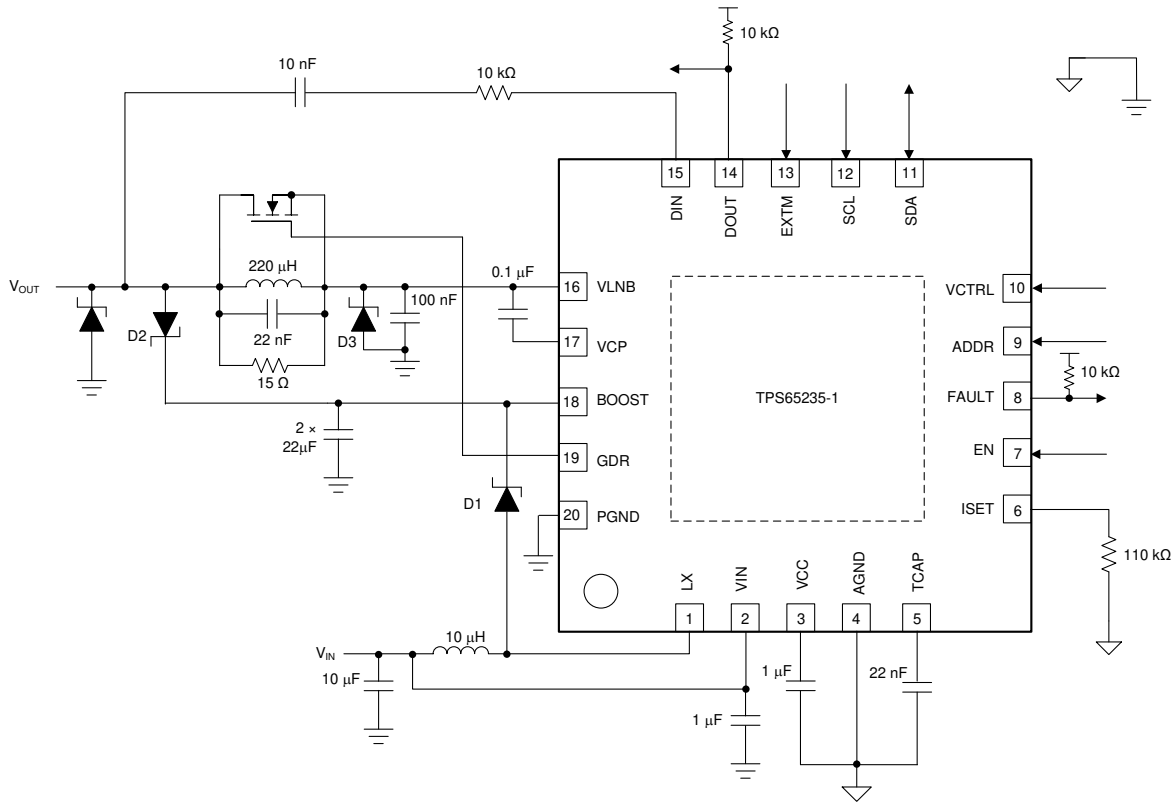 10 kΩ
10 nF
10 kΩ
15
14
13
12
11
DIN
DOUT
EXTM
SCL
SDA
220 μH
0.1 μF
V_OUT
16
VLNB
VCTRL
10
100 nF
D2
22 nF
D3
17
VCP
ADDR
9
15 Ω
10 kΩ
18
BOOST
TPS65235-1
FAULT
8
2 ×
22μF
19
GDR
EN
7
D1
20
PGND
ISET
6
110 kΩ
LX
VIN
VCC
AGND
TCAP
1
2
3
4
5
10 μH
V_IN
10 μF
1 μF
22 nF
1 μF